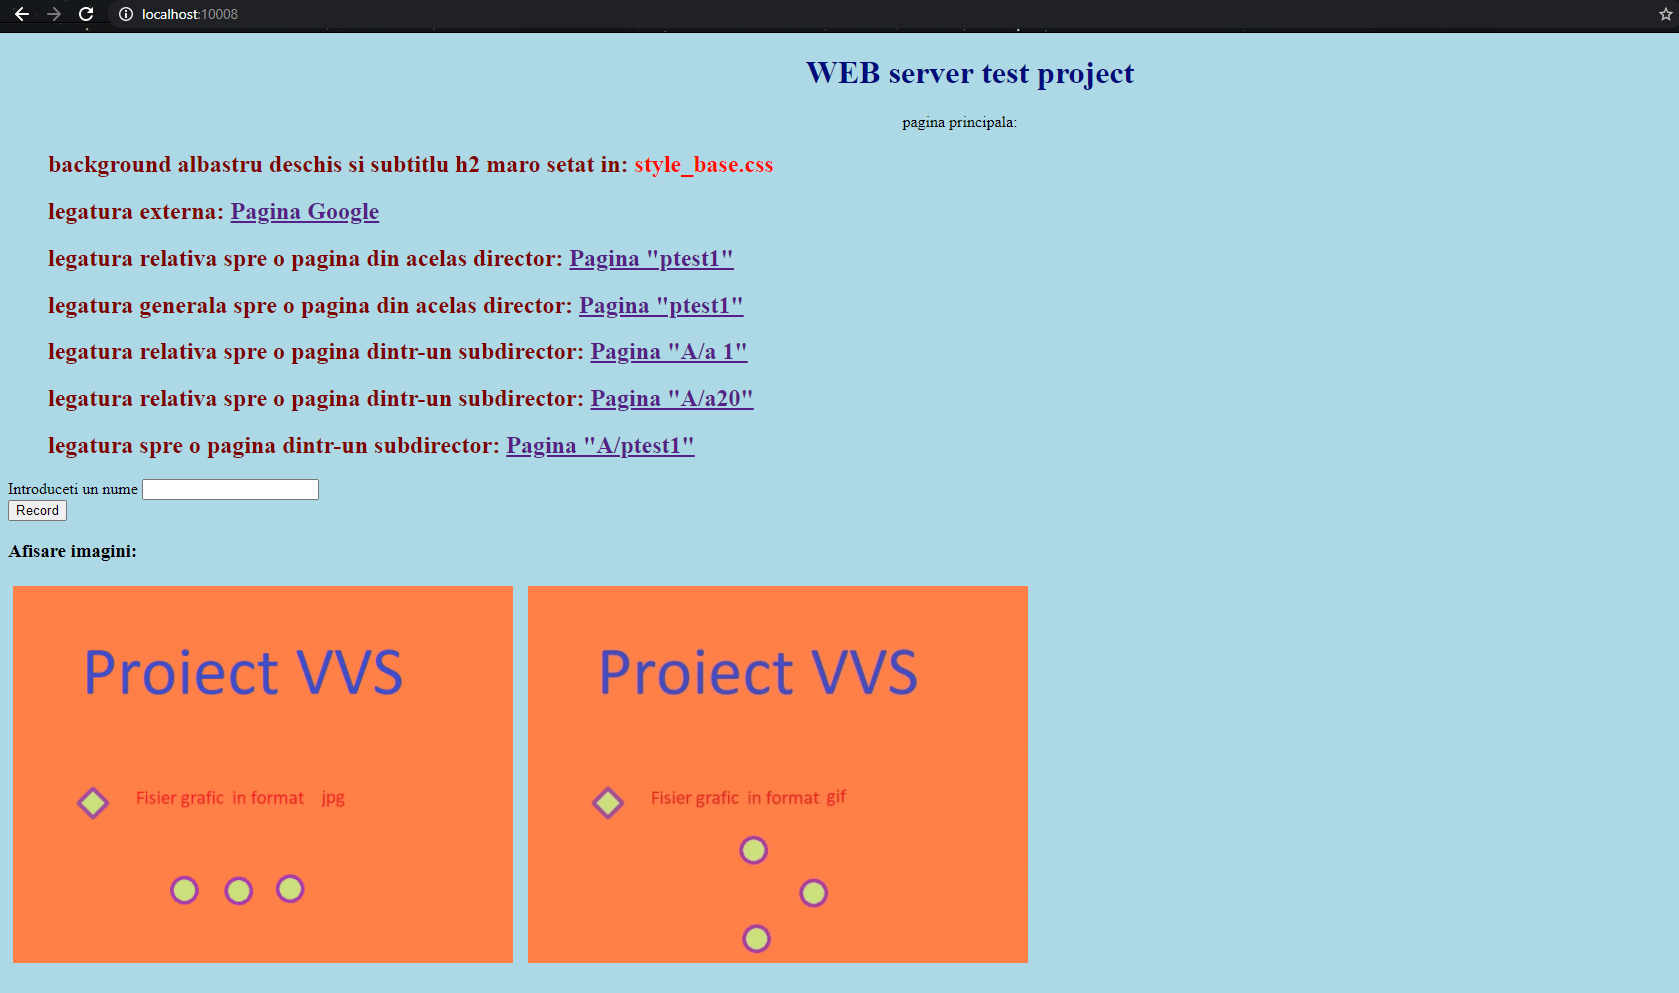 localhost:10008
WEB server test project
pagina principala:
background albastru deschis si subtitlu h2 maro setat in: style_base.css
legatura externa: Pagina Google
legatura relativa spre o pagina din acelas director: Pagina "ptest1"
legatura generala spre o pagina din acelas director: Pagina "ptest1"
legatura relativa spre o pagina dintr-un subdirector: Pagina "A/a 1"
legatura relativa spre o pagina dintr-un subdirector: Pagina "A/a20"
legatura spre o pagina dintr-un subdirector: Pagina "A/ptest1"
Introduceti un nume
Record
Afisare imagini:
Proiect VVS
Fisier grafic in format jpg
Proiect VVS
Fisier grafic in format gif